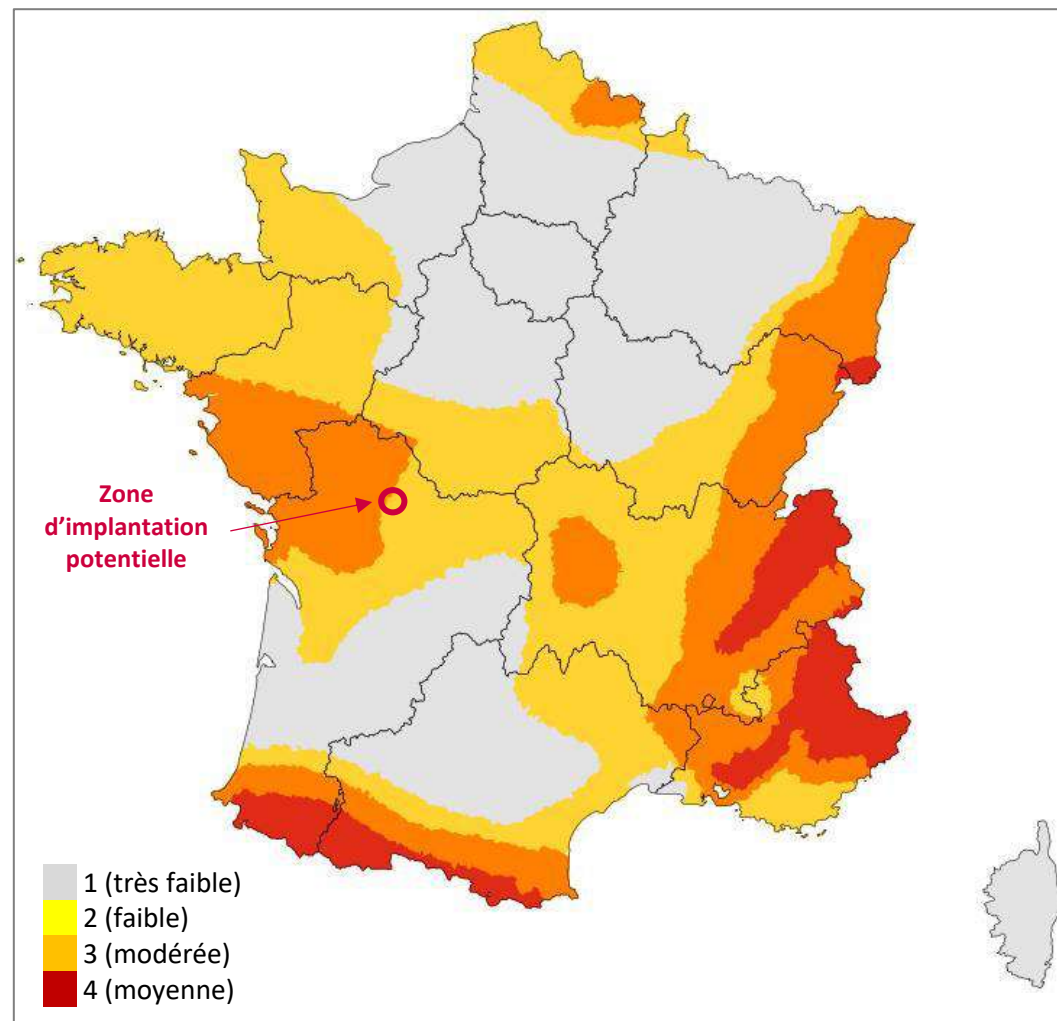 Zone
d’implantation
potentielle
1 (très faible)
2 (faible)
3 (modérée)
4 (moyenne)